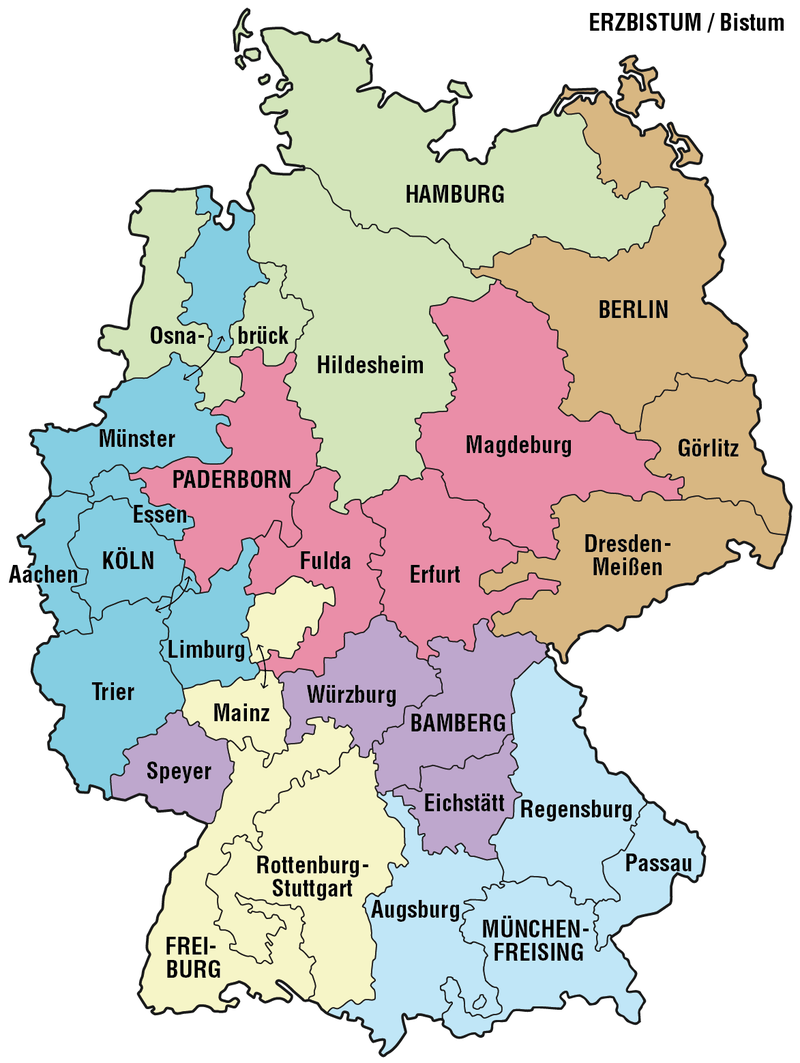 ERZBISTUM / Bistum
HAMBURG
BERLIN
Osna- brück
Hildesheim
Münster
Magdeburg
Görlitz
PADERBORN
Essen
Dresden-
Meißen
KÖLN
Fulda
Aachen
Erfurt
Limburg
Trier
Würzburg
Mainz
BAMBERG
Speyer
Eichstätt
Regensburg
Rottenburg-
Stuttgart
Passau
Augsburg
MÜNCHEN-
FREISING
FREI-
BURG